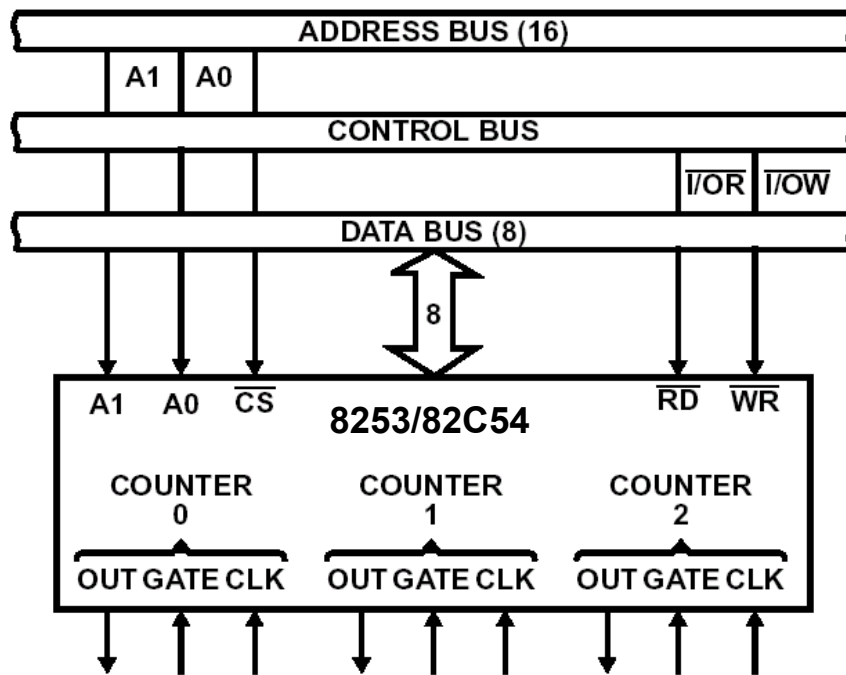 ADDRESS BUS (16)
A1 A0
CONTROL BUS
I/OR I/OW
DATA BUS (8)
8
A1 A0 CS RD WR
8253/82C54
COUNTER COUNTER COUNTER
0 1 2
OUT GATE CLK OUT GATE CLK OUT GATE CLK